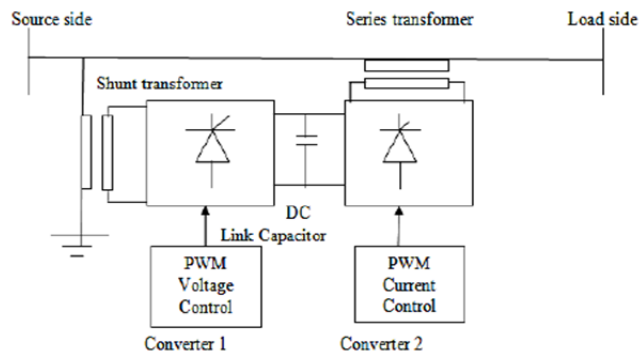 Source side
Series transformer
Load side
Shunt transformer
DC
Link Capacitor
PWM
Voltage
Control
PWM
Current
Control
Converter 1
Converter 2